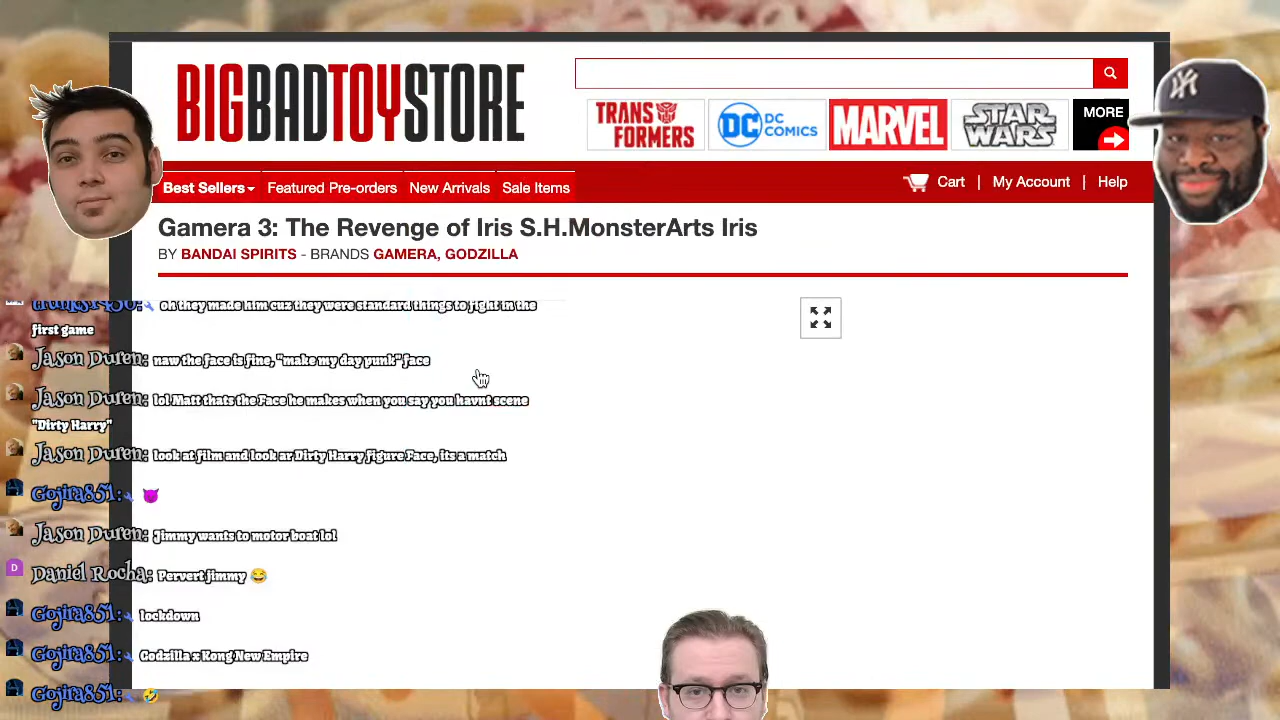 BIGBADTOYSTORE
TRANSFORMERS
DC DC COMICS
MARVEL
STAR WARS
MORE
Best Sellers
Featured Pre-orders
New Arrivals
Sale Items
Cart | My Account | Help
Gamera 3: The Revenge of Iris S.H.MonsterArts Iris
BY BANDAI SPIRITS - BRANDS GAMERA, GODZILLA
oh they made him cuz they were standard things to fight in the
first game
Jason Duren: naw the face is fine, "make my day punk" face
Jason Duren: lol Matt thats the Face he makes when you say you havnt scene
"Dirty Harry"
Jason Duren: look at film and look ar Dirty Harry figure Face, its a match
Gojira851: 😈
Jason Duren: Jimmy wants to motor boat lol
D
Daniel Rocha: Pervert jimmy 😂
Gojira851: lockdown
Gojira851: Godzilla x Kong New Empire
Gojira851: 🤣